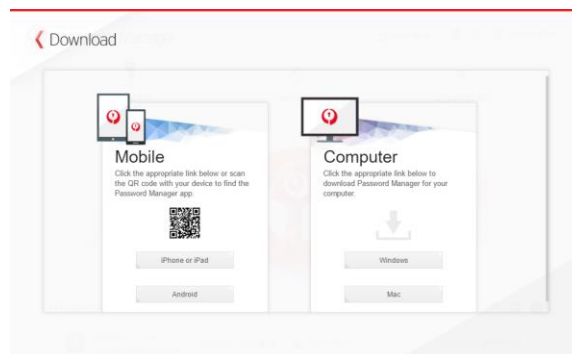 Download
Mobile
Click the appropriate link below or scan
the QR code with your device to find the
Password Manager app.
iPhone or iPad
Android
Computer
Click the appropriate link below to
download Password Manager for your
computer.
Windows
Mac